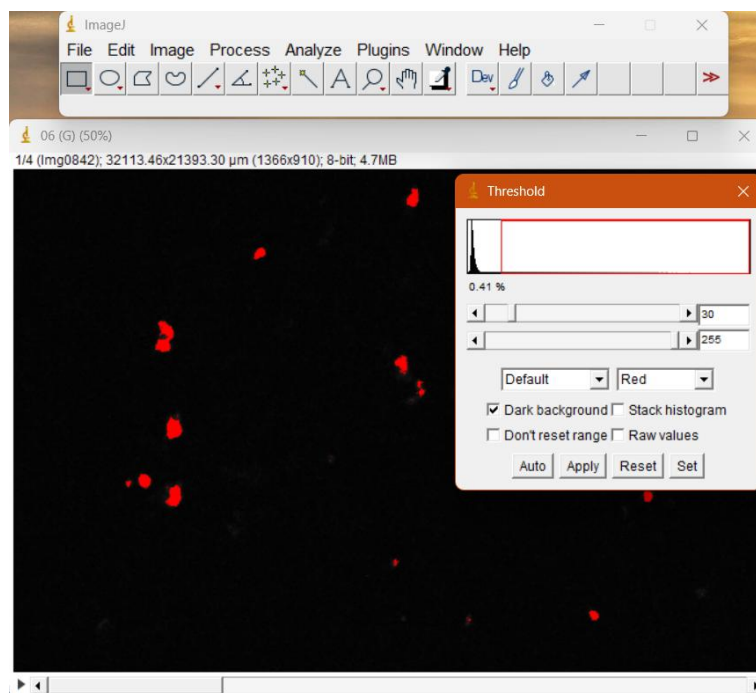 ImageJ
File Edit Image Process Analyze Plugins Window Help
Dev
06 (G) (50%)
1/4 (Img0842); 32113.46x21393.30 µm (1366x910); 8-bit; 4.7MB
Threshold
0.41 %
30
255
Default Red
Dark background Stack histogram
Don't reset range Raw values
Auto Apply Reset Set